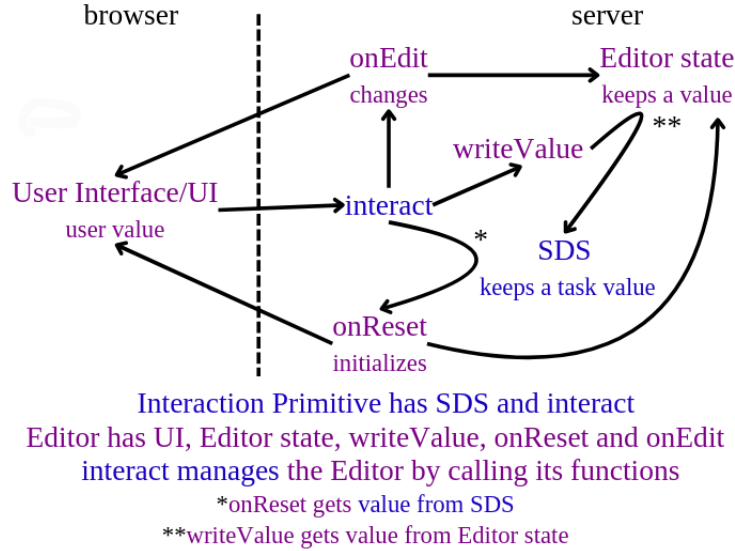 browser
server
onEdit
changes
Editor state
keeps a value
**
writeValue
User Interface/UI
user value
interact
*
SDS
keeps a task value
onReset
initializes
Interaction Primitive has SDS and interact
Editor has UI, Editor state, writeValue, onReset and onEdit
interact manages the Editor by calling its functions
*onReset gets value from SDS
**writeValue gets value from Editor state